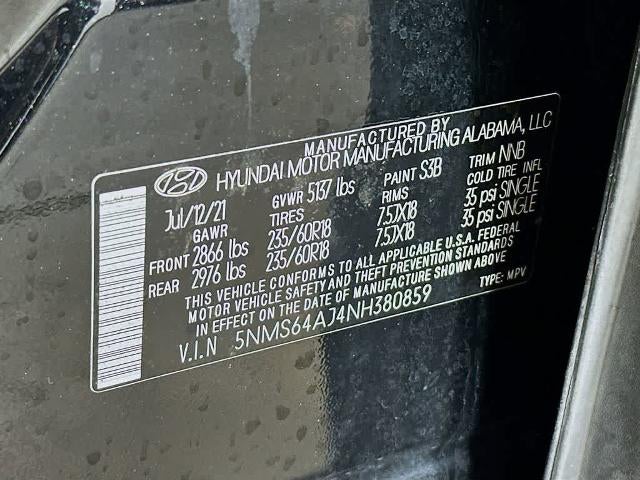 MANUFACTURED BY
HYUNDAI MOTOR MANUFACTURING ALABAMA, LLC
Jul/12/21 GVWR 5137 lbs PAINT S3B TRIM NNB
GAWR TIRES RIMS COLD TIRE INFL
FRONT 2866 lbs 235/60R18 7.5JX18 35 psi SINGLE
REAR 2976 lbs 235/60R18 7.5JX18 35 psi SINGLE
THIS VEHICLE CONFORMS TO ALL APPLICABLE U.S.A. FEDERAL
MOTOR VEHICLE SAFETY AND THEFT PREVENTION STANDARDS
IN EFFECT ON THE DATE OF MANUFACTURE SHOWN ABOVE
V.I.N 5NMS64AJ4NH380859 TYPE: MPV